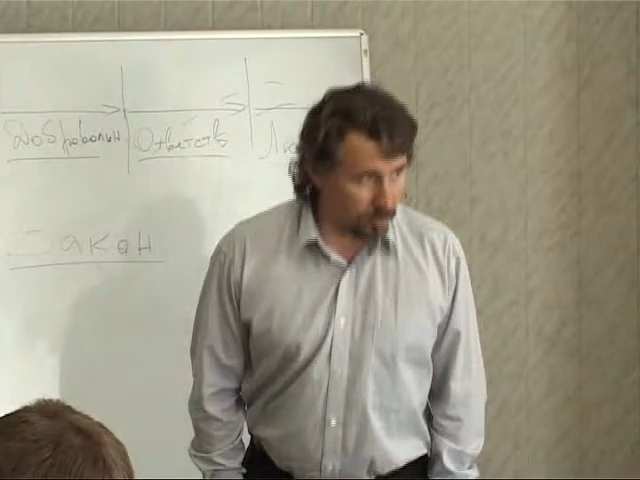 Добровольн Ответств
Закон